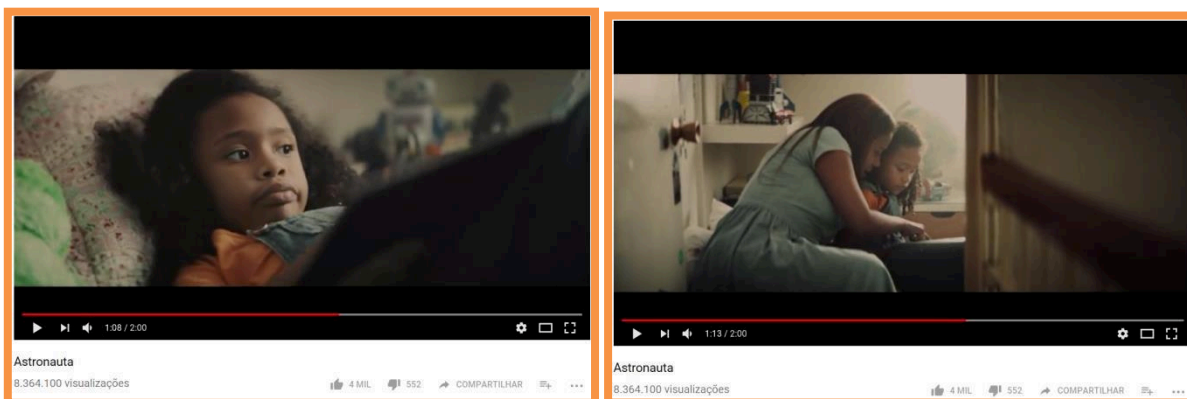 1:08 / 2:00
Astronauta
8.364.100 visualizações
4 MIL 552 COMPARTILHAR
1:13 / 2:00
Astronauta
8.364.100 visualizações
4 MIL 552 COMPARTILHAR